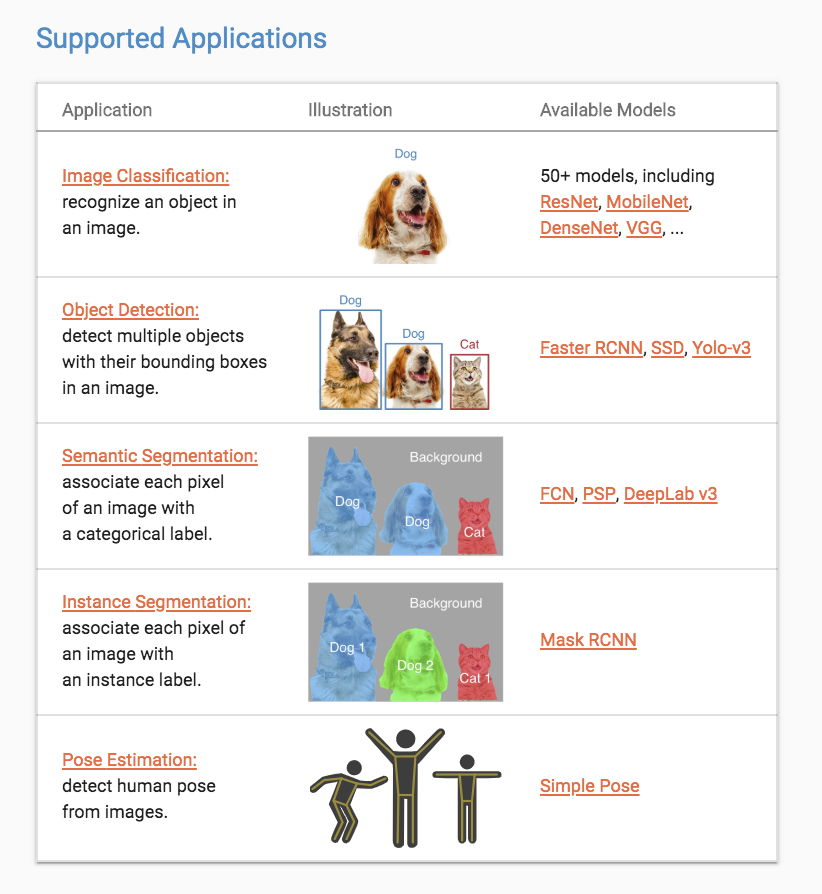 Supported Applications
Application Illustration Available Models
Image Classification:
recognize an object in
an image.
Dog
50+ models, including
ResNet, MobileNet,
DenseNet, VGG, ...
Object Detection:
detect multiple objects
with their bounding boxes
in an image.
Dog
Dog
Cat
Faster RCNN, SSD, Yolo-v3
Semantic Segmentation:
associate each pixel
of an image with
a categorical label.
Background
Dog
Dog
Cat
FCN, PSP, DeepLab v3
Instance Segmentation:
associate each pixel of
an image with
an instance label.
Background
Dog 1
Dog 2
Cat 1
Mask RCNN
Pose Estimation:
detect human pose
from images.
Simple Pose